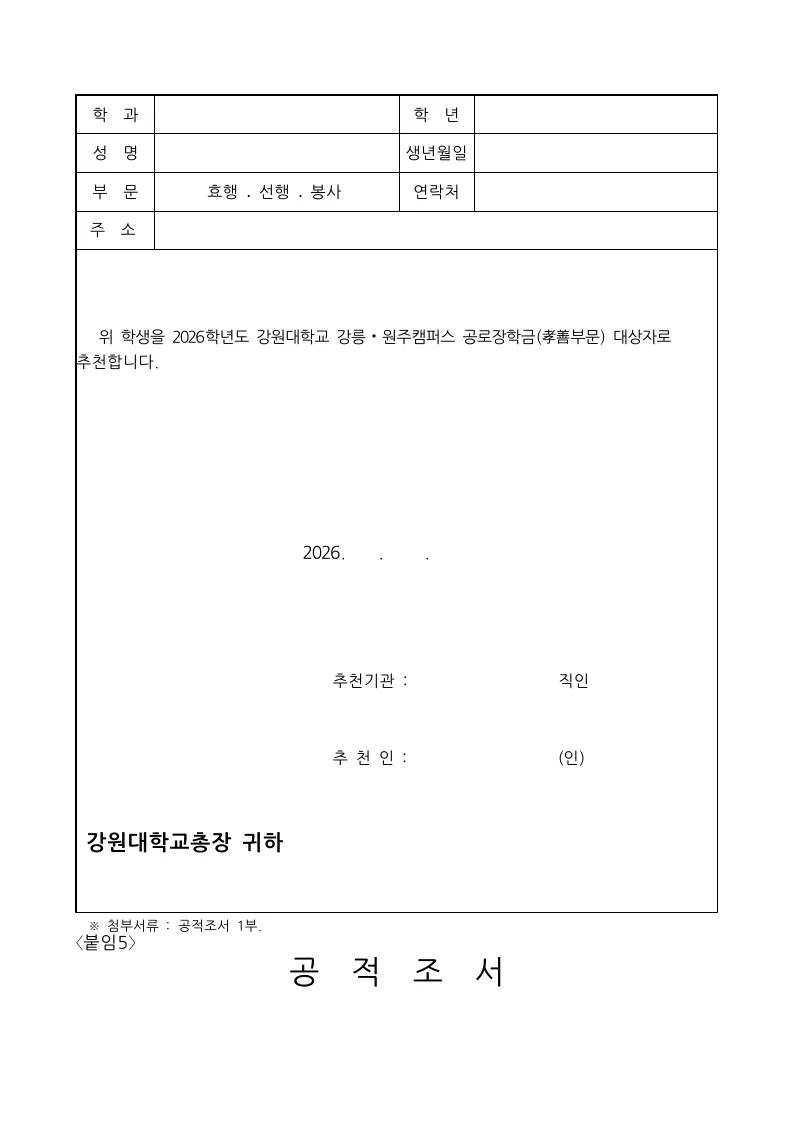 학 과 학 년
성 명 생년월일
부 문 효행 . 선행 . 봉사 연락처
주 소
위 학생을 2026학년도 강원대학교 강릉・원주캠퍼스 공로장학금(孝善부문) 대상자로
추천합니다.
2026. . .
추천기관 : 직인
추 천 인 : (인)
강원대학교총장 귀하
※ 첨부서류 : 공적조서 1부.
〈붙임5〉
공 적 조 서